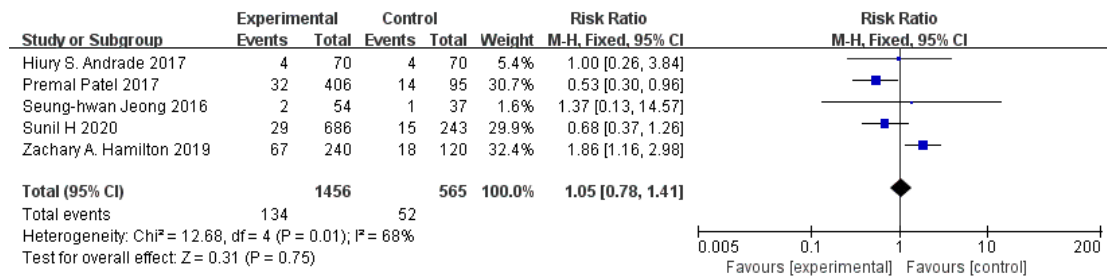 Experimental Control Risk Ratio Risk Ratio
Study or Subgroup Events Total Events Total Weight M-H, Fixed, 95% CI M-H, Fixed, 95% CI
Hiury S. Andrade 2017 4 70 4 70 5.4% 1.00 [0.26, 3.84]
Premal Patel 2017 32 406 14 95 30.7% 0.53 [0.30, 0.96]
Seung-hwan Jeong 2016 2 54 1 37 1.6% 1.37 [0.13, 14.57]
Sunil H 2020 29 686 15 243 29.9% 0.68 [0.37, 1.26]
Zachary A. Hamilton 2019 67 240 18 120 32.4% 1.86 [1.16, 2.98]
Total (95% CI) 1456 565 100.0% 1.05 [0.78, 1.41]
Total events 134 52
Heterogeneity: Chi² = 12.68, df = 4 (P = 0.01); I² = 68%
Test for overall effect: Z = 0.31 (P = 0.75)
0.005 0.1 1 10 200
Favours [experimental] Favours [control]